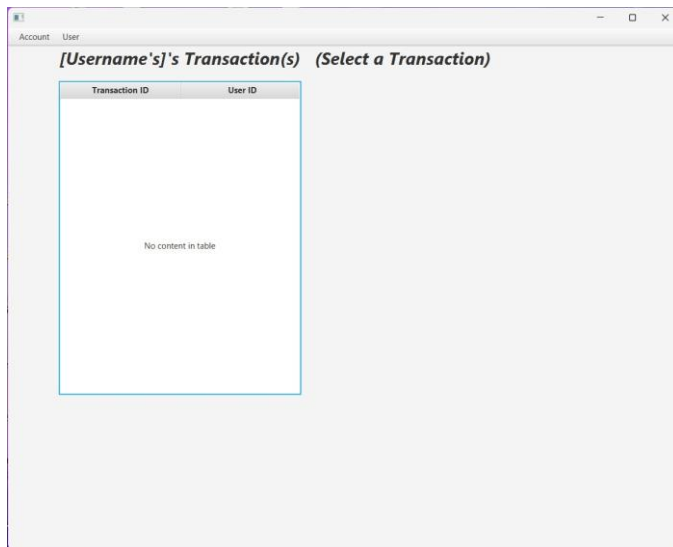 Account User
[Username's]'s Transaction(s) (Select a Transaction)
Transaction ID User ID
No content in table